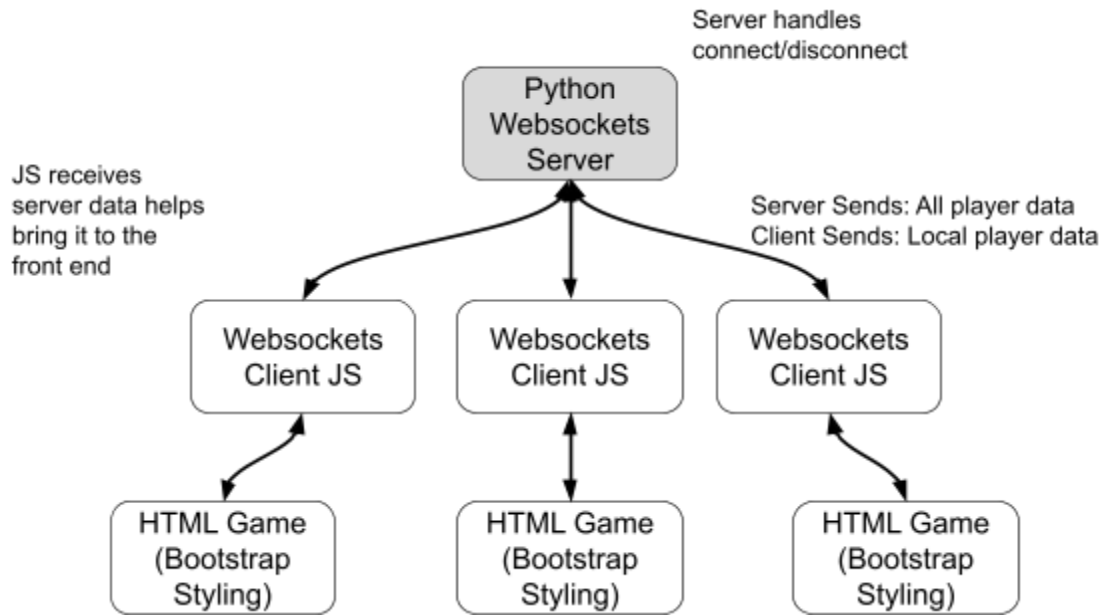 Server handles
connect/disconnect
Python
Websockets
Server
JS receives
server data helps
bring it to the
front end
Server Sends: All player data
Client Sends: Local player data
Websockets
Client JS
Websockets
Client JS
Websockets
Client JS
HTML Game
(Bootstrap
Styling)
HTML Game
(Bootstrap
Styling)
HTML Game
(Bootstrap
Styling)